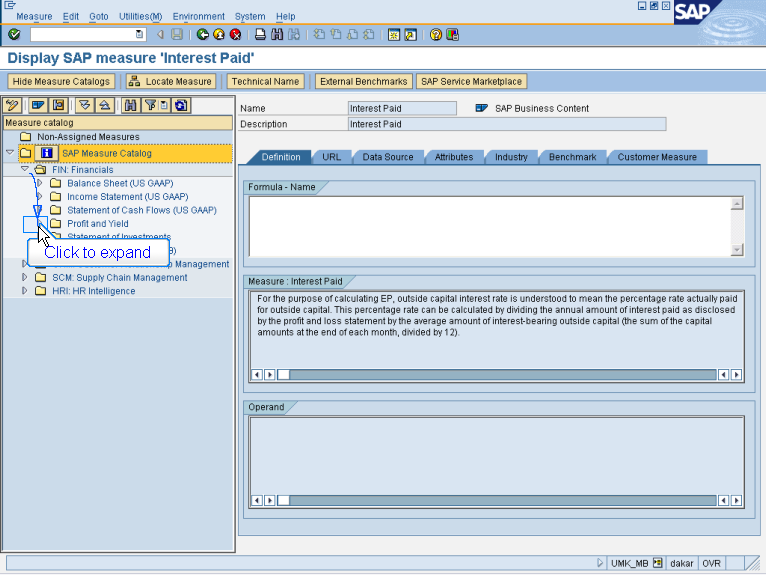 Measure Edit Goto Utilities(M) Environment System Help
SAP
Display SAP measure 'Interest Paid'
Hide Measure Catalogs Locate Measure Technical Name External Benchmarks SAP Service Marketplace
Measure catalog
Non-Assigned Measures
SAP Measure Catalog
FIN: Financials
Balance Sheet (US GAAP)
Income Statement (US GAAP)
Statement of Cash Flows (US GAAP)
Profit and Yield
Statement of Investments
Click to expand
Management
SCM: Supply Chain Management
HRI: HR Intelligence
Name Interest Paid SAP Business Content
Description Interest Paid
Definition URL Data Source Attributes Industry Benchmark Customer Measure
Formula - Name
Measure : Interest Paid
For the purpose of calculating EP, outside capital interest rate is understood to mean the percentage rate actually paid
for outside capital. This percentage rate can be calculated by dividing the annual amount of interest paid as disclosed
by the profit and loss statement by the average amount of interest-bearing outside capital (the sum of the capital
amounts at the end of each month, divided by 12).
Operand
UMK_MB dakar OVR